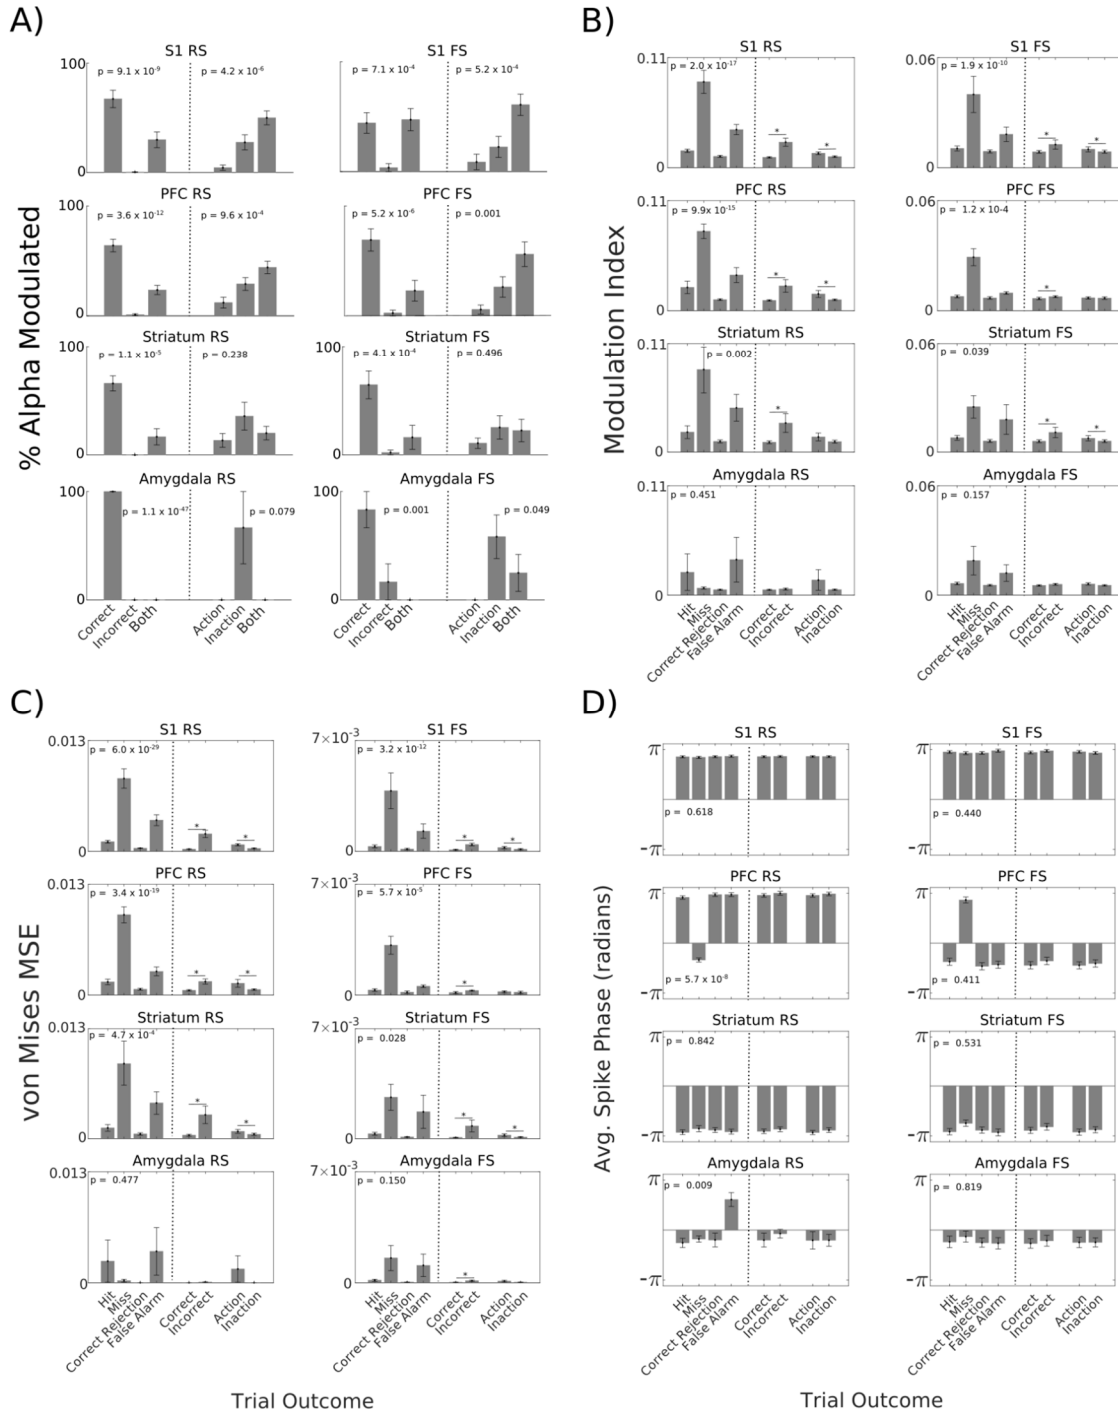 A)
S1 RS
S1 FS
100
p = 9.1 x 10-9
p = 4.2 x 10-6
p = 7.1 x 10-4
p = 5.2 x 10-4
0
PFC RS
PFC FS
100
p = 3.6 x 10-12
p = 9.6 x 10-4
100
p = 5.2 x 10-6
p = 0.001
0
0
Striatum RS
Striatum FS
100
p = 1.1 x 10-5
p = 0.238
100
p = 4.1 x 10-4
p = 0.496
0
0
Amygdala RS
Amygdala FS
100
p = 1.1 x 10-47
p = 0.079
100
p = 0.001
p = 0.049
0
0
Correct
Incorrect
Both
Action
Inaction
Both
Correct
Incorrect
Both
Action
Inaction
Both
% Alpha Modulated
B)
S1 RS
S1 FS
0.11
p = 2.0 x 10-17
0.06
p = 1.9 x 10-10
*
*
*
*
0
0
PFC RS
PFC FS
0.11
p = 9.9x 10-15
0.06
p = 1.2 x 10-4
*
*
*
0
0
Striatum RS
Striatum FS
0.11
p = 0.002
0.06
p = 0.039
*
*
*
0
0
Amygdala RS
Amygdala FS
0.11
p = 0.451
0.06
p = 0.157
0
0
Hit
Miss
Correct Rejection
False Alarm
Correct
Incorrect
Action
Inaction
Hit
Miss
Correct Rejection
False Alarm
Correct
Incorrect
Action
Inaction
Modulation Index
C)
S1 RS
S1 FS
0.013
p = 6.0 x 10-29
7×10-3
p = 3.2 x 10-12
*
*
*
*
0
0
PFC RS
PFC FS
0.013
p = 3.4 x 10-19
7×10-3
p = 5.7 x 10-5
*
*
*
0
0
Striatum RS
Striatum FS
0.013
p = 4.7 x 10-4
7×10-3
p = 0.028
*
*
*
*
0
0
Amygdala RS
Amygdala FS
0.013
p = 0.477
7×10-3
p = 0.150
*
0
0
Hit
Miss
Correct Rejection
False Alarm
Correct
Incorrect
Action
Inaction
Hit
Miss
Correct Rejection
False Alarm
Correct
Incorrect
Action
Inaction
von Mises MSE
Trial Outcome
D)
S1 RS
S1 FS
π
π
p = 0.618
p = 0.440
-π
-π
PFC RS
PFC FS
π
π
p = 5.7 x 10-8
p = 0.411
-π
-π
Striatum RS
Striatum FS
π
p = 0.842
π
p = 0.531
-π
-π
Amygdala RS
Amygdala FS
π
p = 0.009
π
p = 0.819
-π
-π
Hit
Miss
Correct Rejection
False Alarm
Correct
Incorrect
Action
Inaction
Hit
Miss
Correct Rejection
False Alarm
Correct
Incorrect
Action
Inaction
Avg. Spike Phase (radians)
Trial Outcome